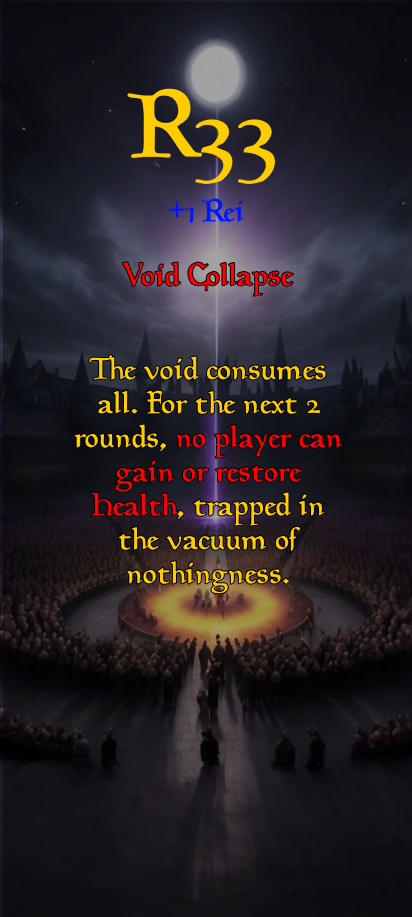 R33
+1 Rei
Void Collapse
The void consumes
all. For the next 2
rounds, no player can
gain or restore
health, trapped in
the vacuum of
nothingness.